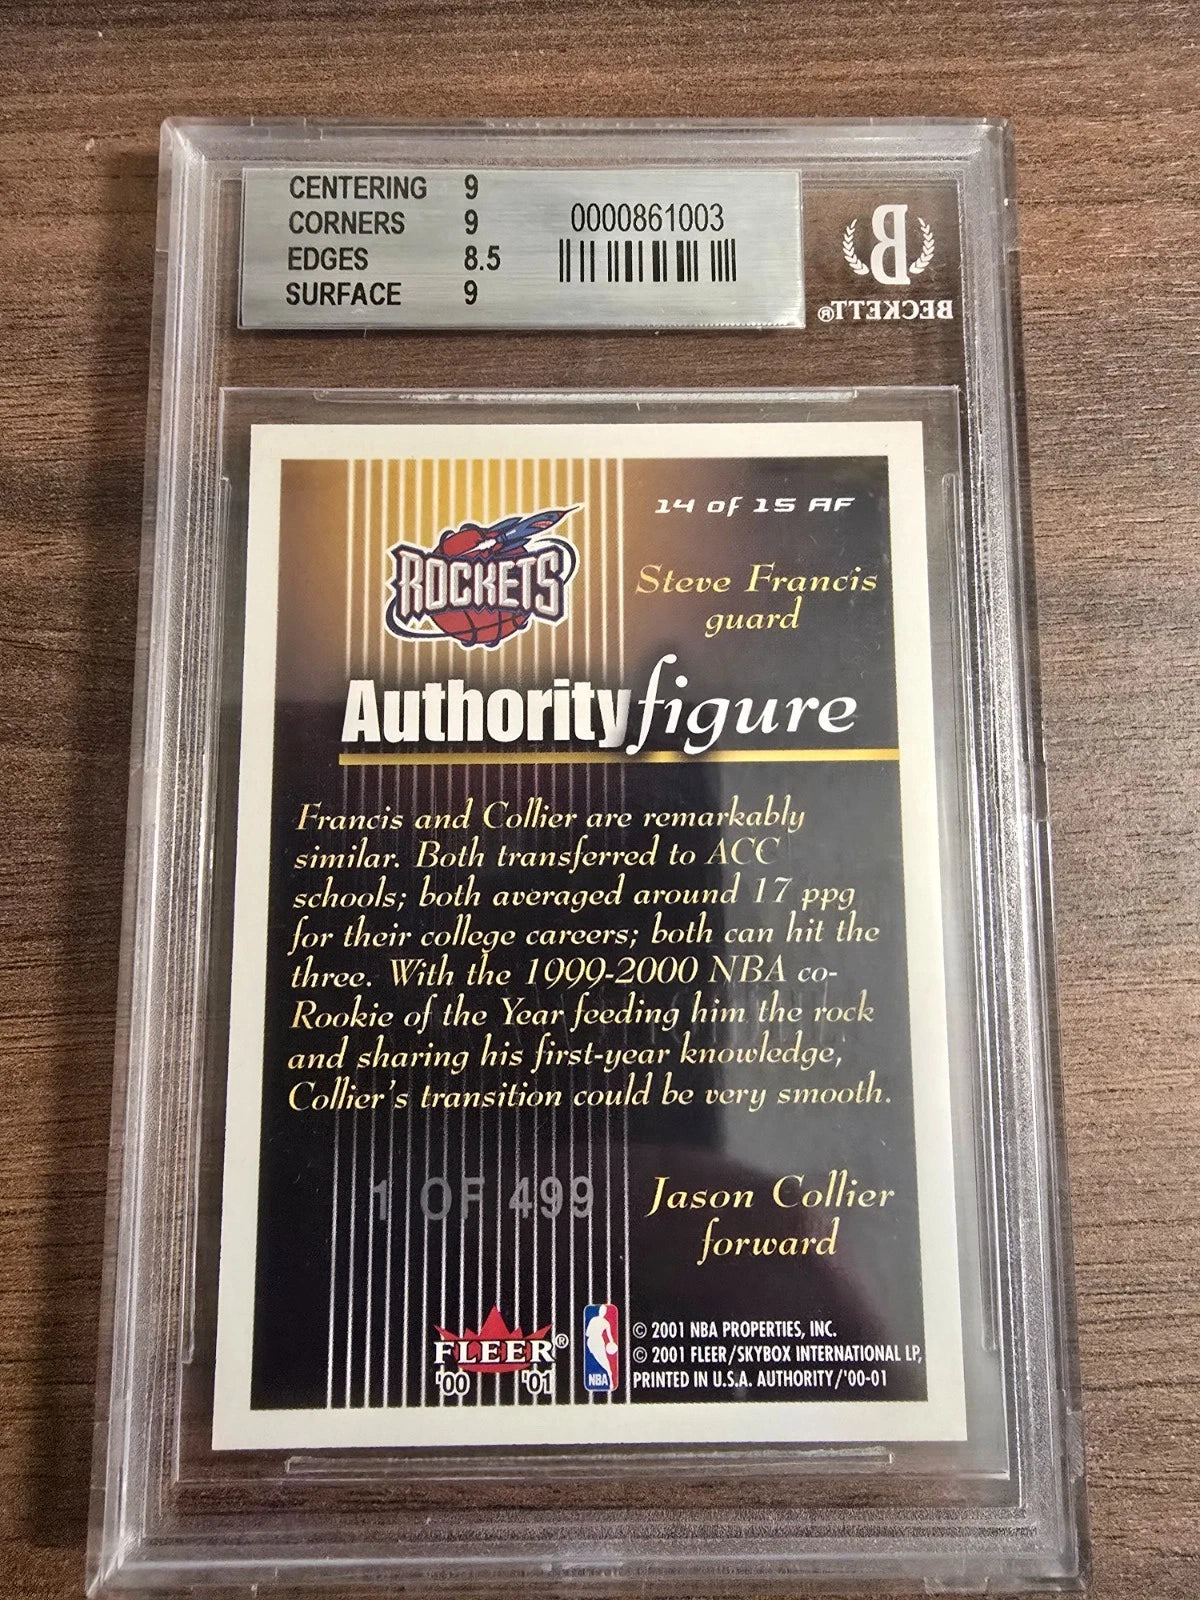 CENTERING 9
CORNERS 9
EDGES 8.5
SURFACE 9
0000861003
B
BECKETT®
14 of 15 AF
ROCKETS
Steve Francis
guard
Authority figure
Francis and Collier are remarkably
similar. Both transferred to ACC
schools; both averaged around 17 ppg
for their college careers; both can hit the
three. With the 1999-2000 NBA co-
Rookie of the Year feeding him the rock
and sharing his first-year knowledge,
Collier's transition could be very smooth.
1 OF 499
Jason Collier
forward
FLEER®
'00 '01
NBA
© 2001 NBA PROPERTIES, INC.
© 2001 FLEER/SKYBOX INTERNATIONAL LP,
PRINTED IN U.S.A. AUTHORITY/'00-01